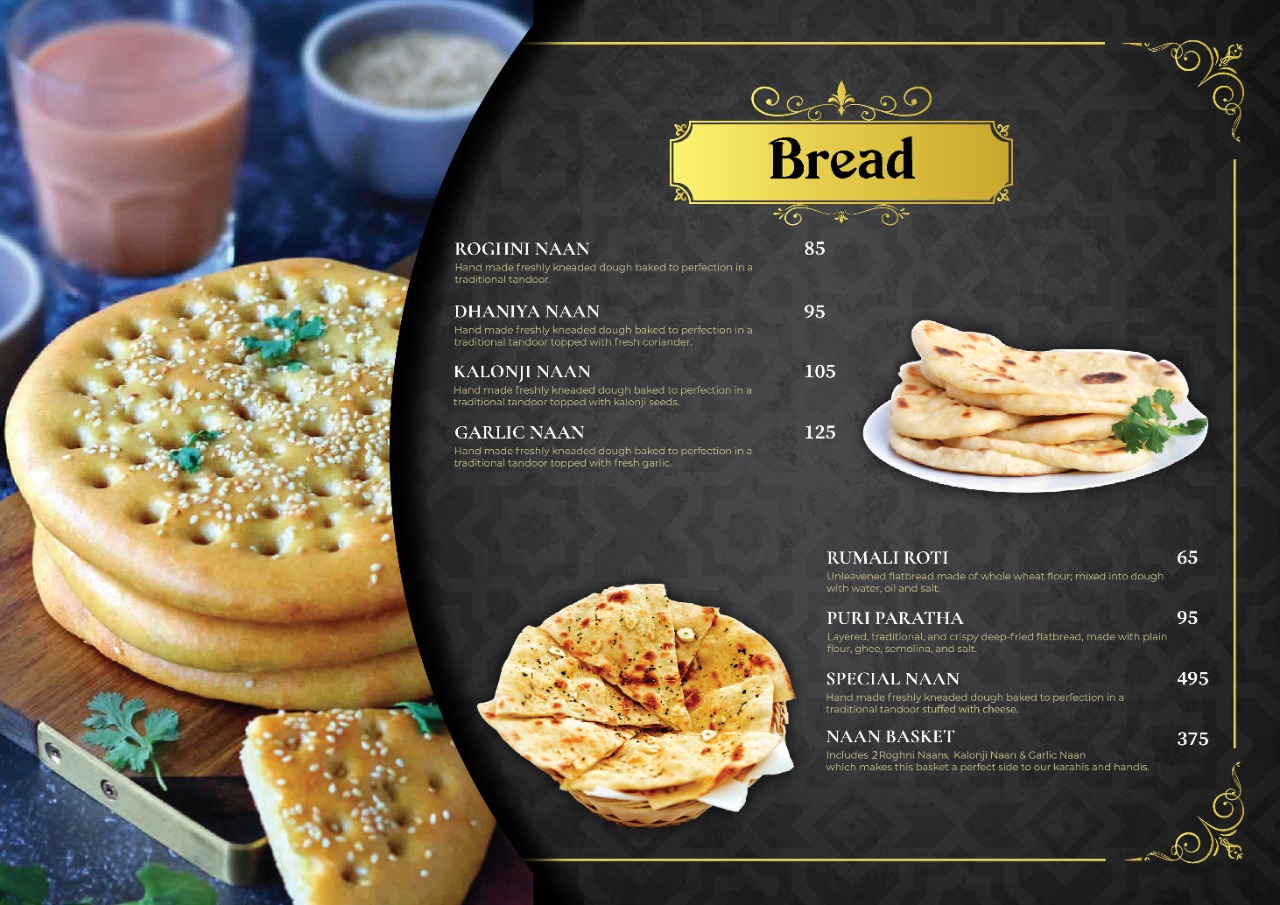 Bread
ROGHNI NAAN 85
Hand made freshly kneaded dough baked to perfection in a
traditional tandoor.
DHANIYA NAAN 95
Hand made freshly kneaded dough baked to perfection in a
traditional tandoor topped with fresh coriander.
KALONJI NAAN 105
Hand made freshly kneaded dough baked to perfection in a
traditional tandoor topped with kalonji seeds.
GARLIC NAAN 125
Hand made freshly kneaded dough baked to perfection in a
traditional tandoor topped with fresh garlic.
RUMALI ROTI 65
Unleavened flatbread made of whole wheat flour; mixed into dough
with water, oil and salt.
PURI PARATHA 95
Layered, traditional, and crispy deep-fried flatbread, made with plain
flour, ghee, semolina, and salt.
SPECIAL NAAN 495
Hand made freshly kneaded dough baked to perfection in a
traditional tandoor stuffed with cheese.
NAAN BASKET 375
Includes 2Roghni Naans, Kalonji Naan & Garlic Naan
which makes this basket a perfect side to our karahis and handis.